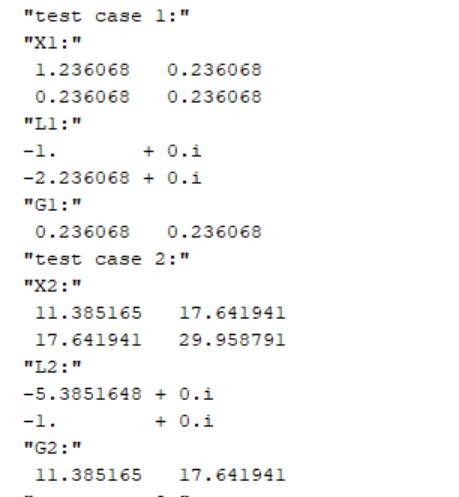 "test case 1:"
"X1:"
1.236068 0.236068
0.236068 0.236068
"L1:"
-1. + 0.i
-2.236068 + 0.i
"G1:"
0.236068 0.236068
"test case 2:"
"X2:"
11.385165 17.641941
17.641941 29.958791
"L2:"
-5.3851648 + 0.i
-1. + 0.i
"G2:"
11.385165 17.641941